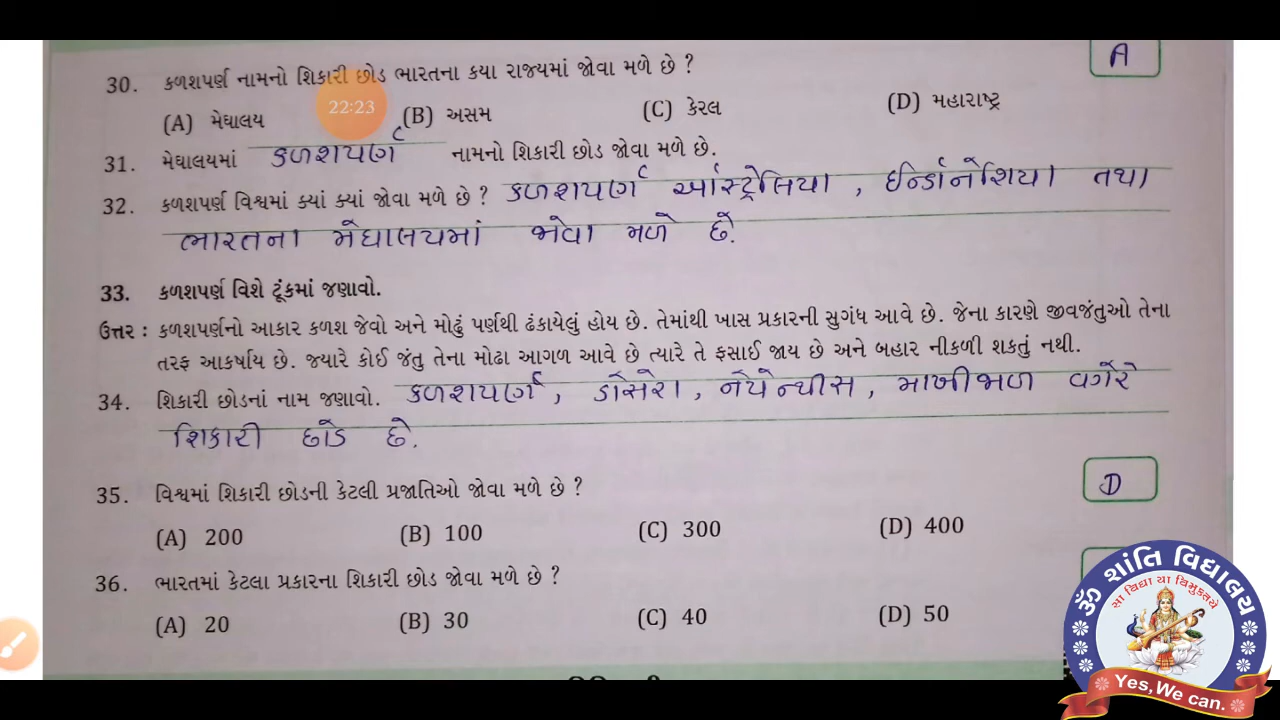 30. કળશપર્ણ નામનો શિકારી છોડ ભારતના કયા રાજ્યમાં જોવા મળે છે ? A
22:23
(A) મેઘાલય (B) અસમ (C) કેરલ (D) મહારાષ્ટ્ર
31. મેઘાલયમાં કળશપર્ણ નામનો શિકારી છોડ જોવા મળે છે.
32. કળશપર્ણ વિશ્વમાં ક્યાં ક્યાં જોવા મળે છે ? કળશપર્ણ ઑસ્ટ્રેલિયા , ઈન્ડોનેશિયા તથા
ભારતના મેઘાલયમાં જોવા મળે છે.
33. કળશપર્ણ વિશે ટૂંકમાં જણાવો.
ઉત્તર : કળશપર્ણનો આકાર કળશ જેવો અને મોઢું પર્ણથી ઢંકાયેલું હોય છે. તેમાંથી ખાસ પ્રકારની સુગંધ આવે છે. જેના કારણે જીવજંતુઓ તેના
તરફ આકર્ષાય છે. જ્યારે કોઈ જંતુ તેના મોઢા આગળ આવે છે ત્યારે તે ફસાઈ જાય છે અને બહાર નીકળી શકતું નથી.
34. શિકારી છોડનાં નામ જણાવો. કળશપર્ણ , ડ્રોસેરા , નેપેન્થીસ , માખીજાળ વગેરે
શિકારી છોડ છે.
35. વિશ્વમાં શિકારી છોડની કેટલી પ્રજાતિઓ જોવા મળે છે ? D
(A) 200 (B) 100 (C) 300 (D) 400
36. ભારતમાં કેટલા પ્રકારના શિકારી છોડ જોવા મળે છે ?
(A) 20 (B) 30 (C) 40 (D) 50
ૐ શાંતિ વિદ્યાલય
સા વિદ્યા યા વિમુક્તયે
Yes, We can.